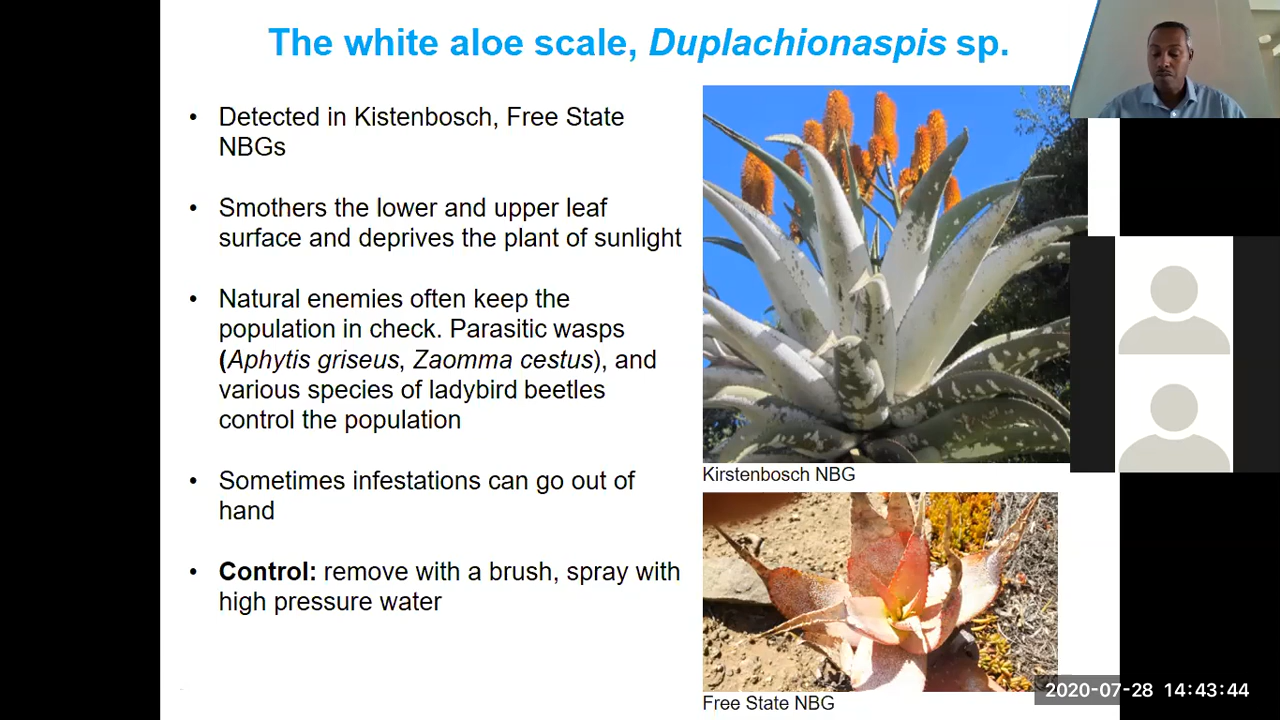 The white aloe scale, Duplachionaspis sp.
• Detected in Kistenbosch, Free State
NBGs
• Smothers the lower and upper leaf
surface and deprives the plant of sunlight
• Natural enemies often keep the
population in check. Parasitic wasps
(Aphytis griseus, Zaomma cestus), and
various species of ladybird beetles
control the population
• Sometimes infestations can go out of
hand
• Control: remove with a brush, spray with
high pressure water
Kirstenbosch NBG
Free State NBG
2020-07-28 14:43:44